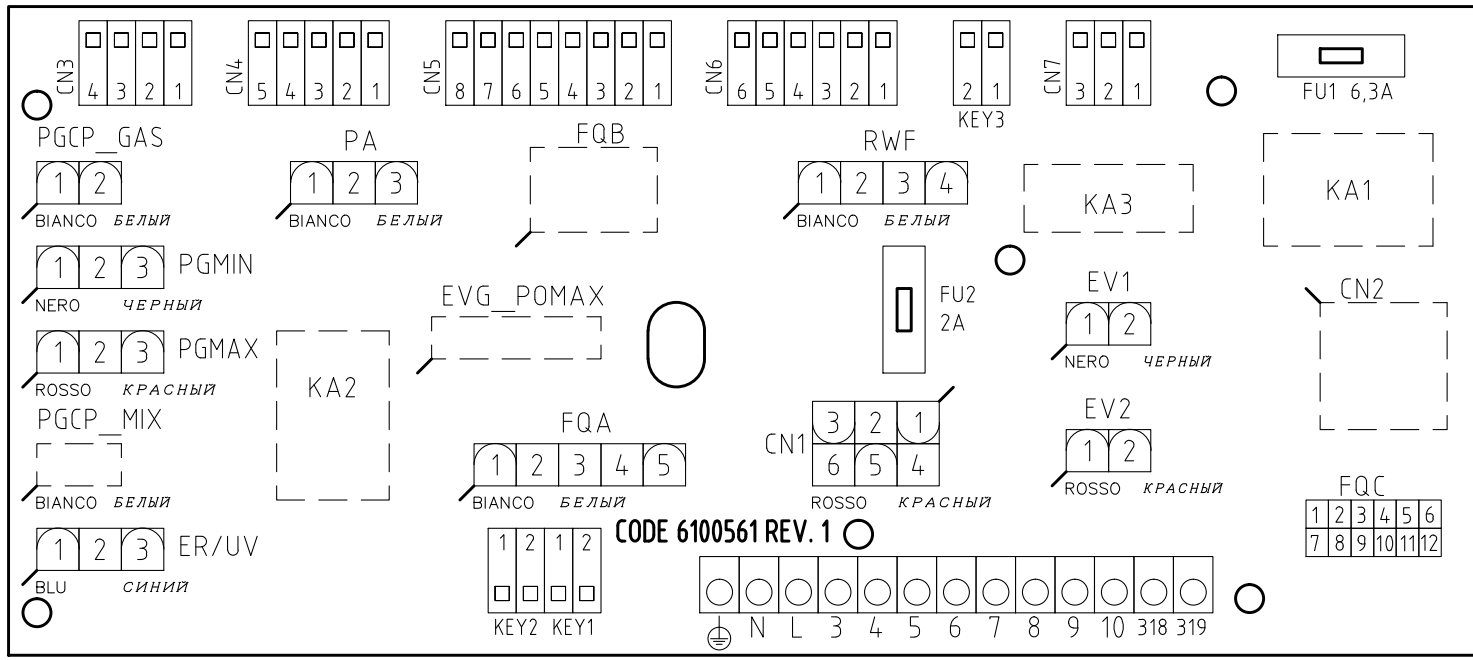 CN3 4 3 2 1
CN4 5 4 3 2 1
CN5 8 7 6 5 4 3 2 1
CN6 6 5 4 3 2 1
2 1
KEY3
CN7 3 2 1
FU1 6,3A
PGCP_GAS
1 2
BIANCO БЕЛЫЙ
PA
1 2 3
BIANCO БЕЛЫЙ
FQB
RWF
1 2 3 4
BIANCO БЕЛЫЙ
KA3
KA1
1 2 3 PGMIN
NERO ЧЕРНЫЙ
EVG_POMAX
FU2
2A
EV1
1 2
NERO ЧЕРНЫЙ
CN2
1 2 3 PGMAX
ROSSO КРАСНЫЙ
KA2
PGCP_MIX
BIANCO БЕЛЫЙ
FQA
1 2 3 4 5
BIANCO БЕЛЫЙ
CN1
3 2 1
6 5 4
ROSSO КРАСНЫЙ
EV2
1 2
ROSSO КРАСНЫЙ
FQC
1 2 3 4 5 6
7 8 9 10 11 12
1 2 3 ER/UV
BLU СИНИЙ
1 2 1 2
KEY2 KEY1
CODE 6100561 REV. 1
N L 3 4 5 6 7 8 9 10 318 319